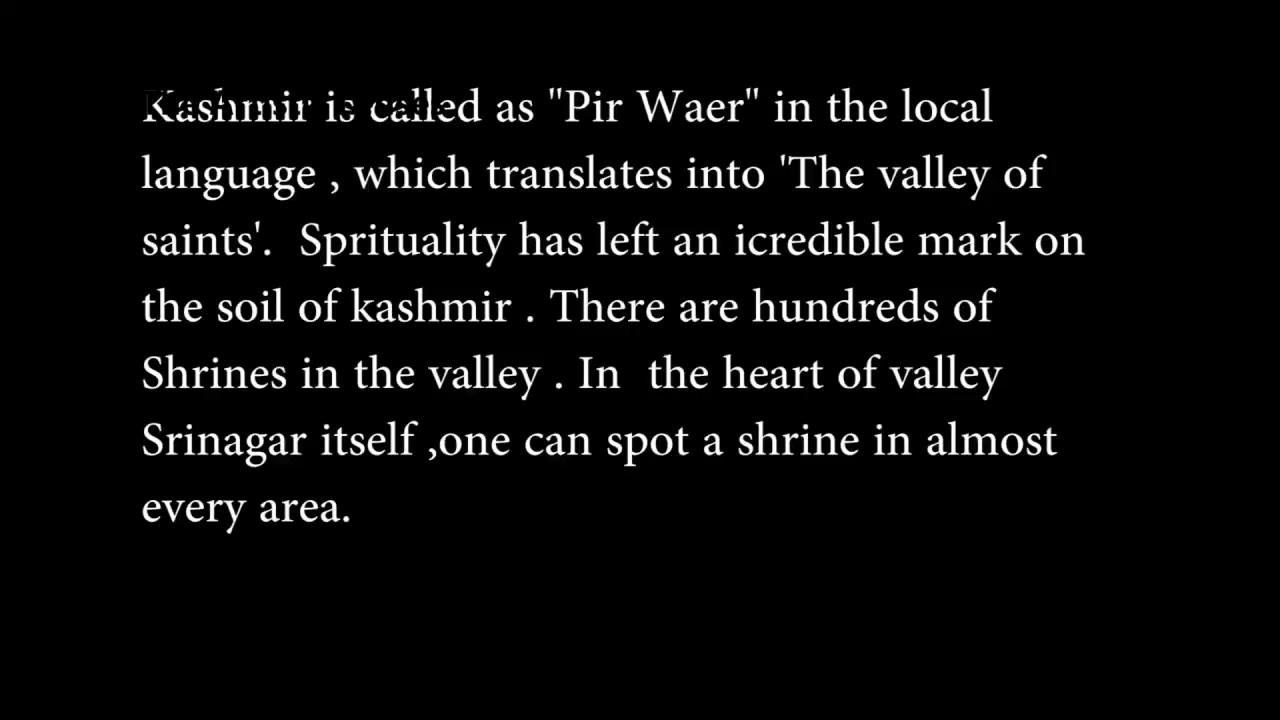 Kashmir is called as "Pir Waer" in the local
language , which translates into 'The valley of
saints'.  Sprituality has left an icredible mark on
the soil of kashmir . There are hundreds of
Shrines in the valley . In  the heart of valley
Srinagar itself ,one can spot a shrine in almost
every area.